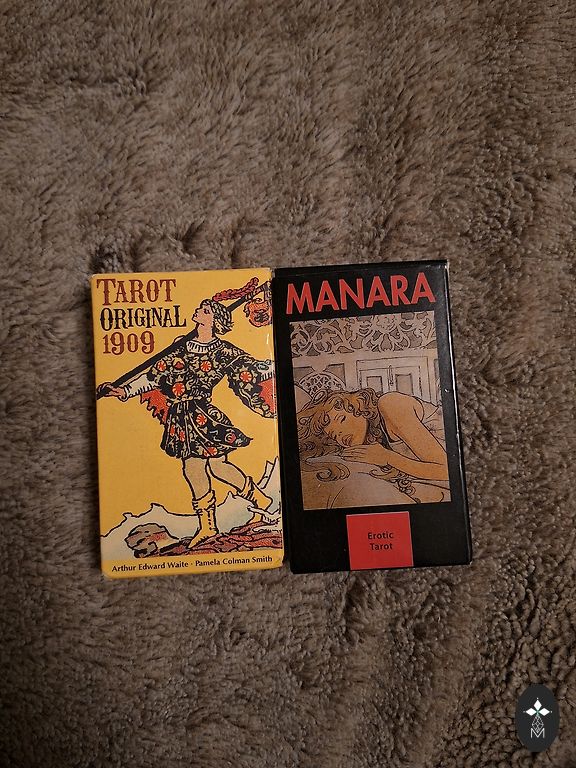 TAROT
ORIGINAL
1909
Arthur Edward Waite · Pamela Colman Smith
MANARA
Erotic
Tarot
M